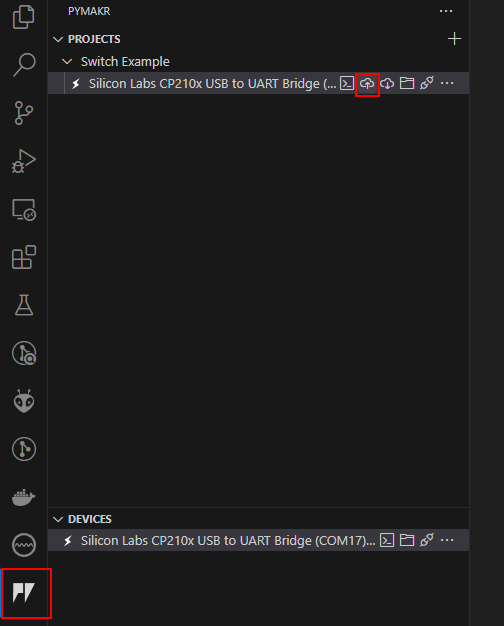 PYMAKR
PROJECTS
Switch Example
Silicon Labs CP210x USB to UART Bridge (...
DEVICES
Silicon Labs CP210x USB to UART Bridge (COM17)...